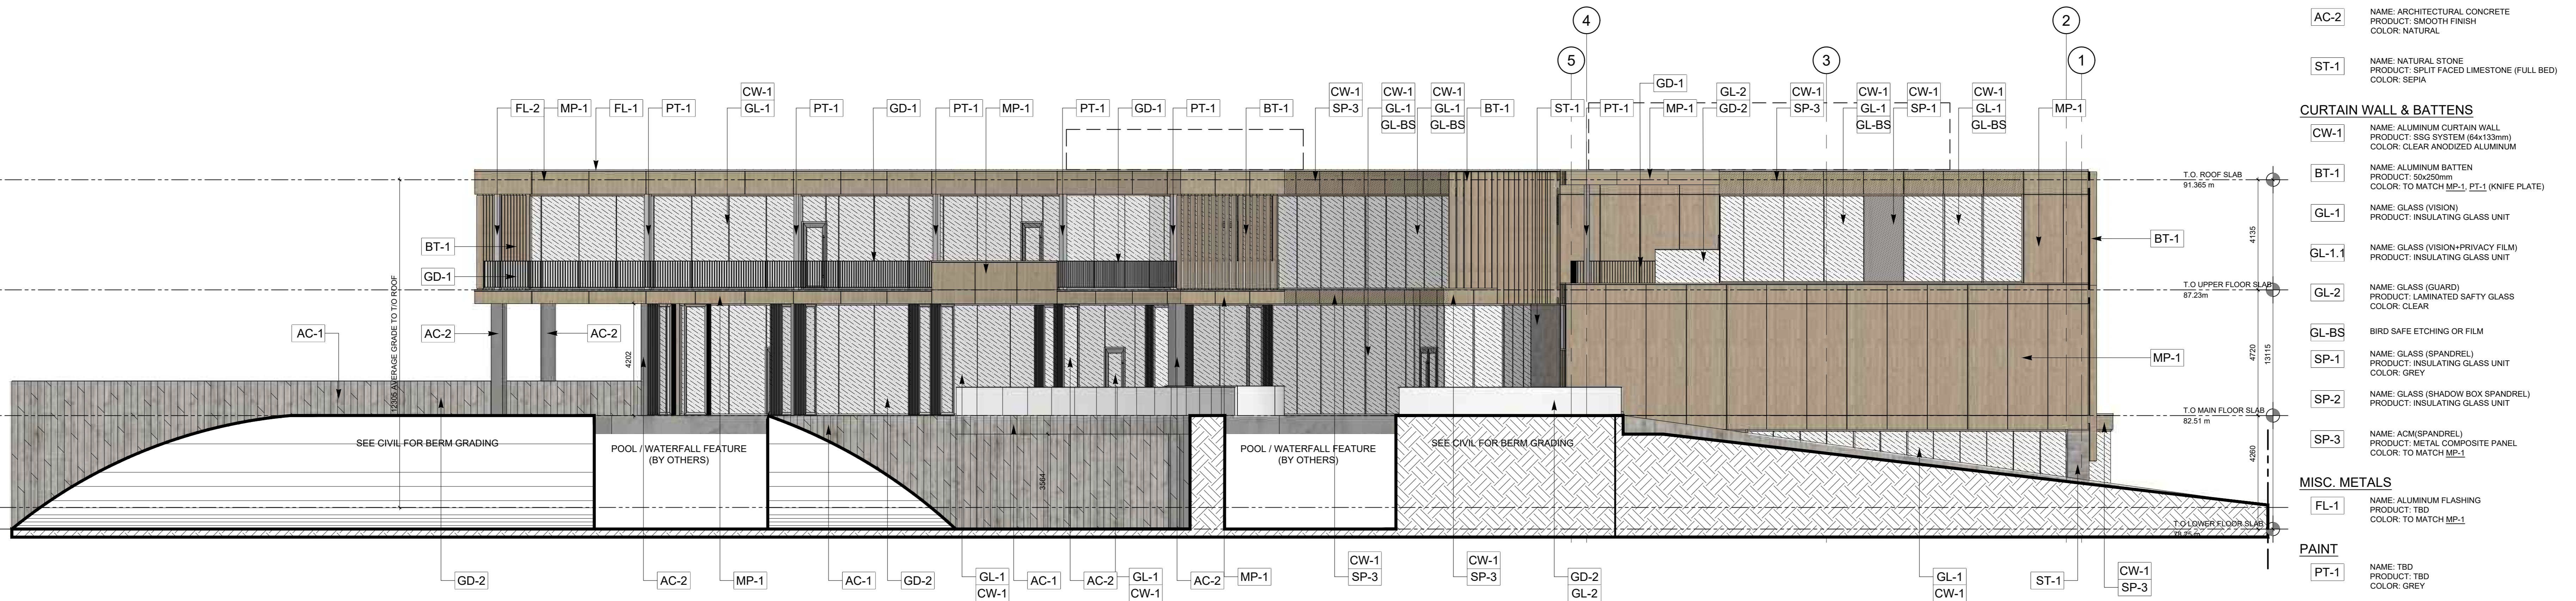 4
2
5
3
1
CW-1
GL-1
FL-2
MP-1
FL-1
PT-1
PT-1
GD-1
PT-1
MP-1
PT-1
GD-1
PT-1
BT-1
CW-1
SP-3
CW-1
GL-1
GL-BS
CW-1
GL-1
GL-BS
BT-1
ST-1
PT-1
GD-1
MP-1
GL-2
GD-2
CW-1
SP-3
CW-1
GL-1
GL-BS
CW-1
SP-1
CW-1
GL-1
GL-BS
MP-1
T.O. ROOF SLAB
91.365 m
4135
BT-1
GD-1
BT-1
T.O UPPER FLOOR SLAB
87.23m
12305 AVERAGE GRADE TO T/O ROOF
AC-1
AC-2
AC-2
4202
4720
13115
MP-1
T.O MAIN FLOOR SLAB
82.51 m
SEE CIVIL FOR BERM GRADING
POOL / WATERFALL FEATURE
(BY OTHERS)
3564
POOL / WATERFALL FEATURE
(BY OTHERS)
SEE CIVIL FOR BERM GRADING
4260
T.O LOWER FLOOR SLAB
78.25 m
GD-2
AC-2
MP-1
AC-1
GD-2
GL-1
CW-1
AC-1
AC-2
GL-1
CW-1
AC-2
MP-1
CW-1
SP-3
CW-1
SP-3
GD-2
GL-2
GL-1
CW-1
ST-1
CW-1
SP-3
AC-2
NAME: ARCHITECTURAL CONCRETE
PRODUCT: SMOOTH FINISH
COLOR: NATURAL
ST-1
NAME: NATURAL STONE
PRODUCT: SPLIT FACED LIMESTONE (FULL BED)
COLOR: SEPIA
CURTAIN WALL & BATTENS
CW-1
NAME: ALUMINUM CURTAIN WALL
PRODUCT: SSG SYSTEM (64x133mm)
COLOR: CLEAR ANODIZED ALUMINUM
BT-1
NAME: ALUMINUM BATTEN
PRODUCT: 50x250mm
COLOR: TO MATCH MP-1, PT-1 (KNIFE PLATE)
GL-1
NAME: GLASS (VISION)
PRODUCT: INSULATING GLASS UNIT
GL-1.1
NAME: GLASS (VISION+PRIVACY FILM)
PRODUCT: INSULATING GLASS UNIT
GL-2
NAME: GLASS (GUARD)
PRODUCT: LAMINATED SAFTY GLASS
COLOR: CLEAR
GL-BS
BIRD SAFE ETCHING OR FILM
SP-1
NAME: GLASS (SPANDREL)
PRODUCT: INSULATING GLASS UNIT
COLOR: GREY
SP-2
NAME: GLASS (SHADOW BOX SPANDREL)
PRODUCT: INSULATING GLASS UNIT
SP-3
NAME: ACM(SPANDREL)
PRODUCT: METAL COMPOSITE PANEL
COLOR: TO MATCH MP-1
MISC. METALS
FL-1
NAME: ALUMINUM FLASHING
PRODUCT: TBD
COLOR: TO MATCH MP-1
PAINT
PT-1
NAME: TBD
PRODUCT: TBD
COLOR: GREY